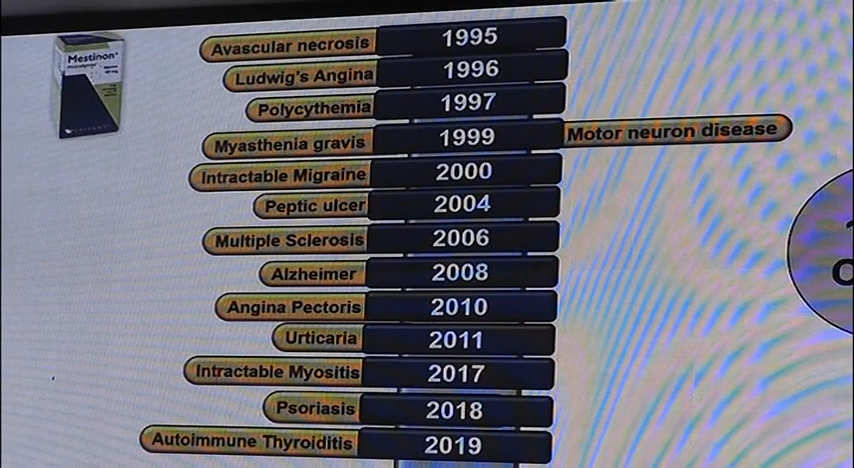 Mestinon
Avascular necrosis 1995
Ludwig's Angina 1996
Polycythemia 1997
Myasthenia gravis 1999 Motor neuron disease
Intractable Migraine 2000
Peptic ulcer 2004
Multiple Sclerosis 2006
Alzheimer 2008
Angina Pectoris 2010
Urticaria 2011
Intractable Myositis 2017
Psoriasis 2018
Autoimmune Thyroiditis 2019